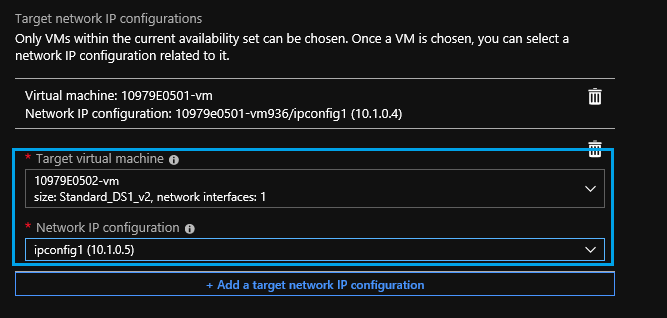 Target network IP configurations
Only VMs within the current availability set can be chosen. Once a VM is chosen, you can select a
network IP configuration related to it.
Virtual machine: 10979E0501-vm
Network IP configuration: 10979e0501-vm936/ipconfig1 (10.1.0.4)
* Target virtual machine
10979E0502-vm
size: Standard_DS1_v2, network interfaces: 1
* Network IP configuration
ipconfig1 (10.1.0.5)
+ Add a target network IP configuration